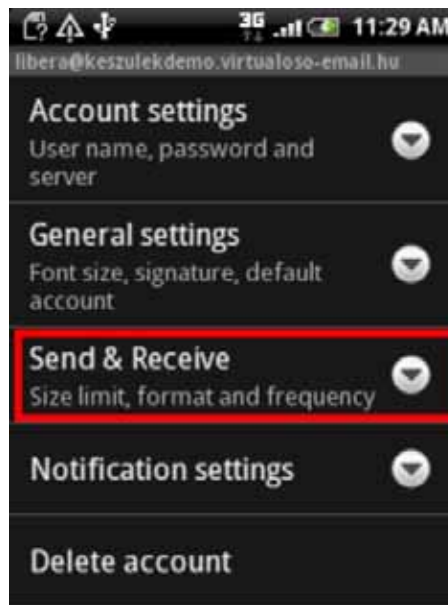 3G 11:29 AM
libera@keszulekdemo.virtualoso-email.hu
Account settings
User name, password and
server
General settings
Font size, signature, default
account
Send & Receive
Size limit, format and frequency
Notification settings
Delete account